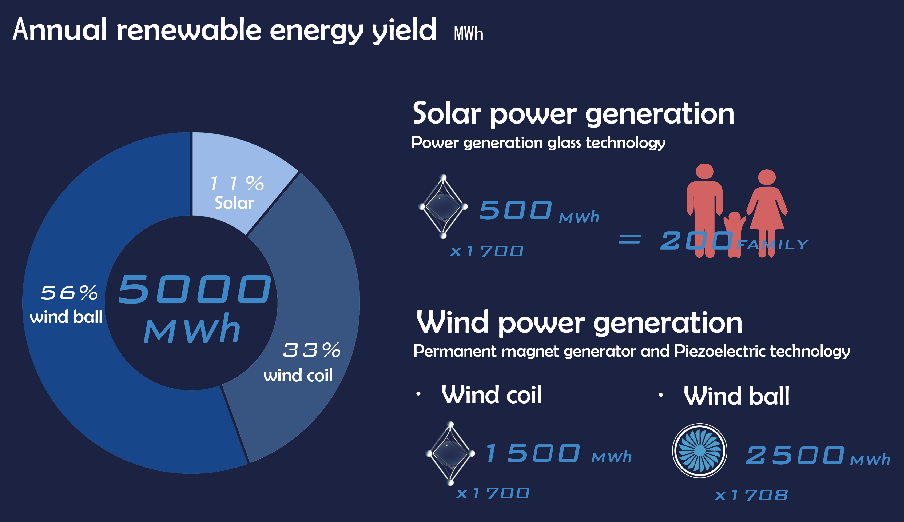 Annual renewable energy yield MWh
11%
Solar
56%
wind ball
5000
MWh
33%
wind coil
Solar power generation
Power generation glass technology
500 MWh
x1700
= 200 FAMILY
Wind power generation
Permanent magnet generator and Piezoelectric technology
· Wind coil
1500 MWh
x1700
· Wind ball
2500 MWh
x1708